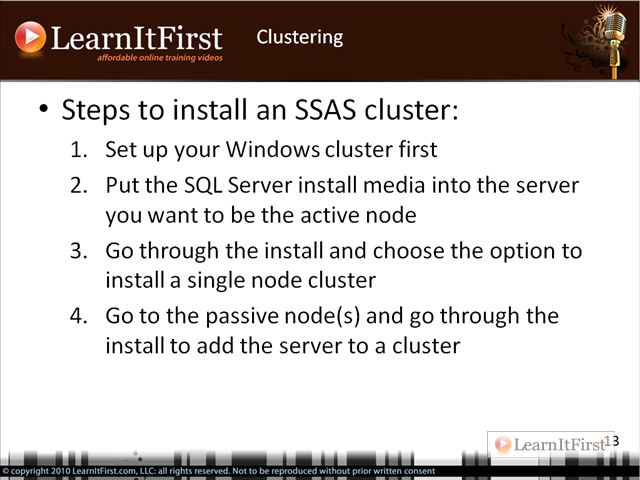 LearnItFirst
affordable online training videos
Clustering
• Steps to install an SSAS cluster:
1. Set up your Windows cluster first
2. Put the SQL Server install media into the server
you want to be the active node
3. Go through the install and choose the option to
install a single node cluster
4. Go to the passive node(s) and go through the
install to add the server to a cluster
LearnItFirst
13
© copyright 2010 LearnItFirst.com, LLC: all rights reserved. Not to be reproduced without prior written consent